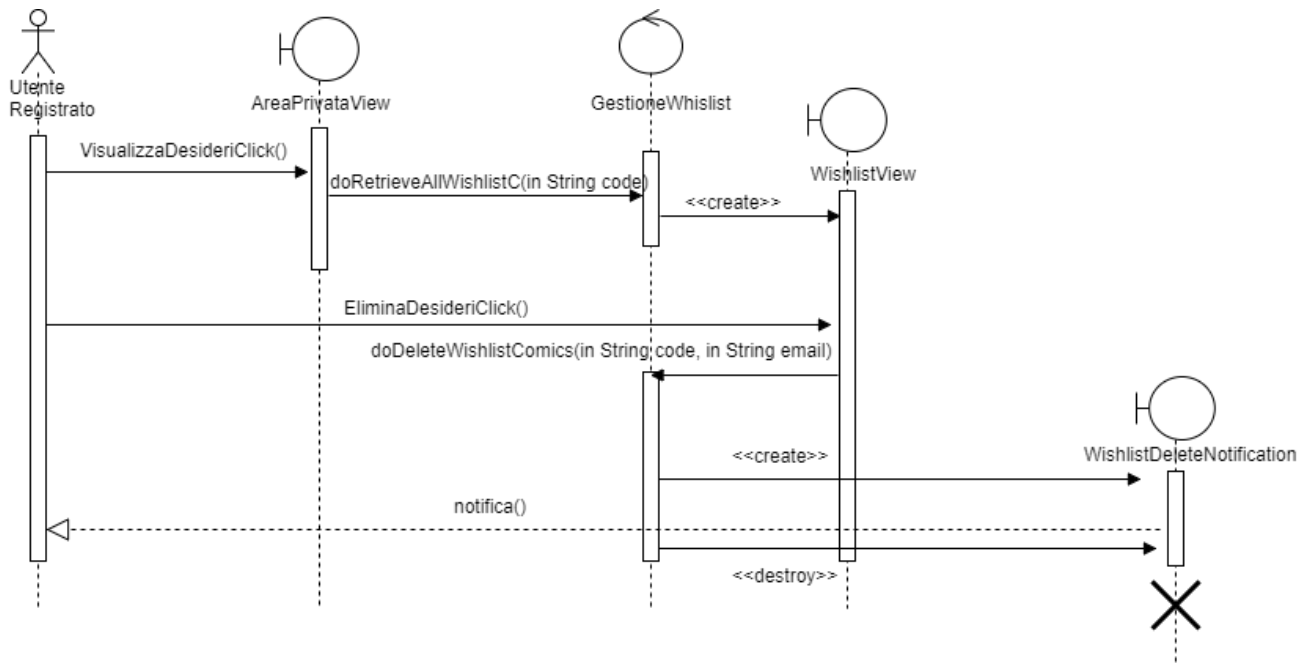 Utente
Registrato
AreaPrivataView
GestioneWhislist
WishlistView
VisualizzaDesideriClick()
doRetrieveAllWishlistC(in String code)
<<create>>
EliminaDesideriClick()
doDeleteWishlistComics(in String code, in String email)
WishlistDeleteNotification
<<create>>
notifica()
<<destroy>>